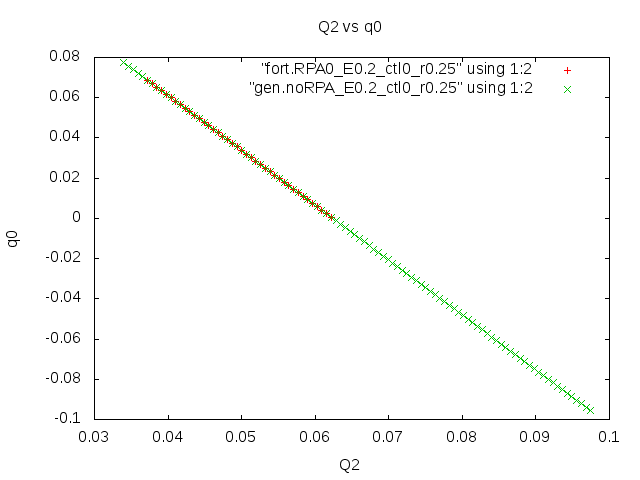 Q2 vs q0
"fort.RPA0_E0.2_ctl0_r0.25" using 1:2
"gen.noRPA_E0.2_ctl0_r0.25" using 1:2
0.08
0.06
0.04
0.02
0
-0.02
-0.04
-0.06
-0.08
-0.1
q0
0.03 0.04 0.05 0.06 0.07 0.08 0.09 0.1
Q2